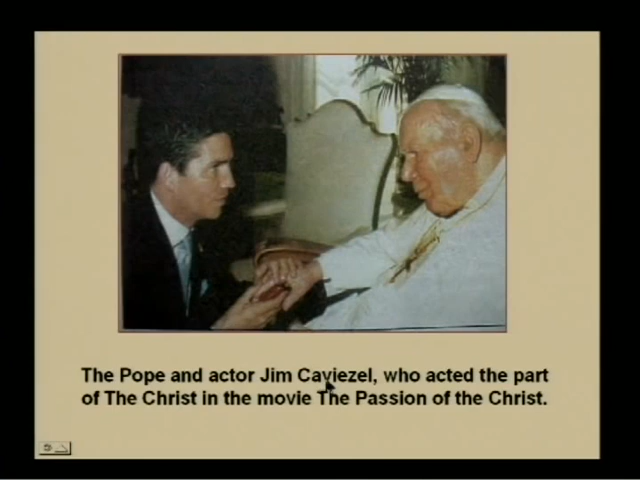 The Pope and actor Jim Caviezel, who acted the part
of The Christ in the movie The Passion of the Christ.